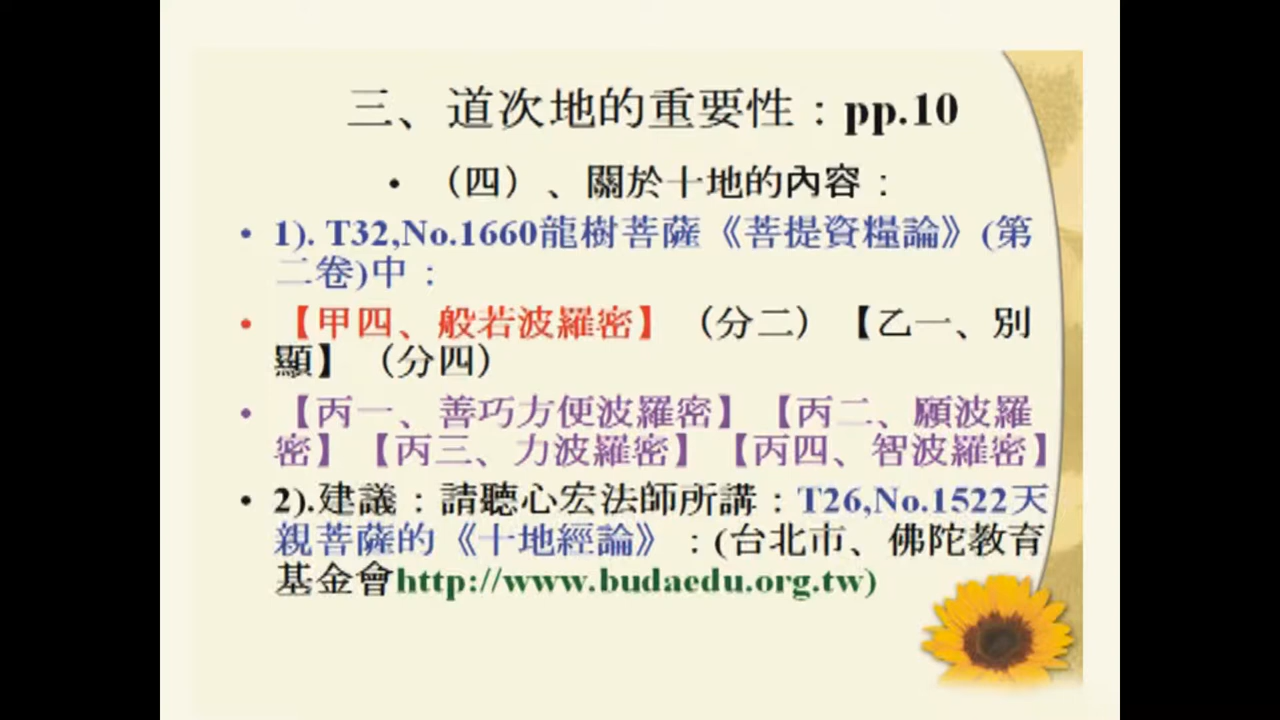 三、道次地的重要性：pp.10
• （四）、關於十地的內容：
• 1). T32,No.1660龍樹菩薩《菩提資糧論》(第
二卷)中：
• 【甲四、般若波羅密】（分二）【乙一、別
顯】（分四）
• 【丙一、善巧方便波羅密】【丙二、願波羅
密】【丙三、力波羅密】【丙四、智波羅密】
• 2).建議：請聽心宏法師所講：T26,No.1522天
親菩薩的《十地經論》：(台北市、佛陀教育
基金會http://www.budaedu.org.tw)